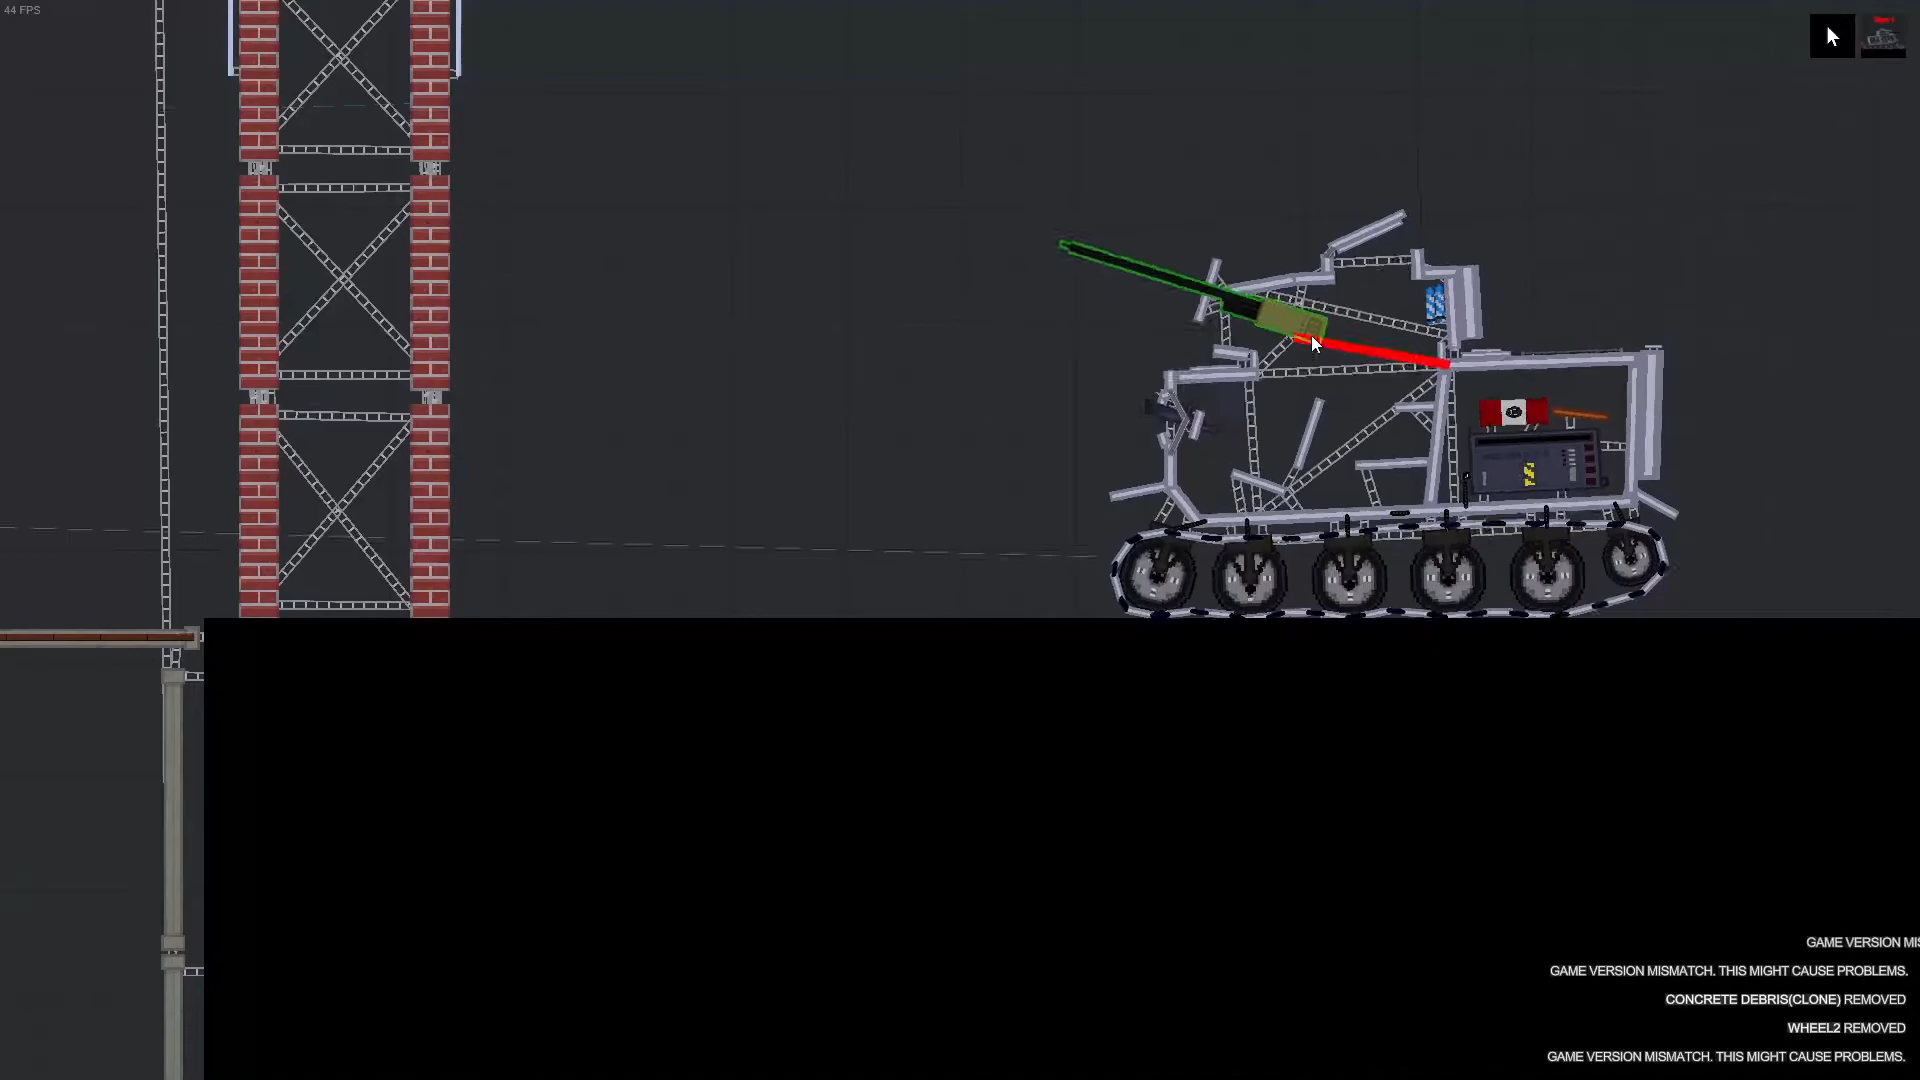 44 FPS
GAME VERSION MIS
GAME VERSION MISMATCH. THIS MIGHT CAUSE PROBLEMS.
CONCRETE DEBRIS(CLONE) REMOVED
WHEEL2 REMOVED
GAME VERSION MISMATCH. THIS MIGHT CAUSE PROBLEMS.